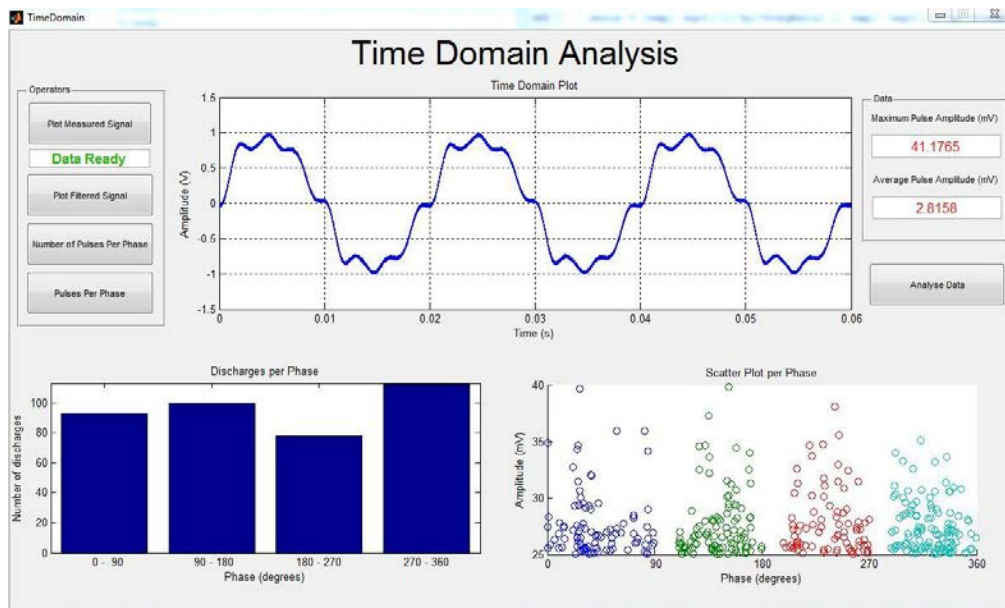 TimeDomain
Time Domain Analysis
Operators
Plot Measured Signal
Data Ready
Plot Filtered Signal
Number of Pulses Per Phase
Pulses Per Phase
Time Domain Plot
Amplitude (V)
1.5
1
0.5
0
-0.5
-1
-1.5
0 0.01 0.02 0.03 0.04 0.05 0.06
Time (s)
Data
Maximum Pulse Amplitude (mV)
41.1765
Average Pulse Amplitude (mV)
2.8158
Analyse Data
Discharges per Phase
Number of discharges
100
80
60
40
20
0
0 - 90 90 - 180 180 - 270 270 - 360
Phase (degrees)
Scatter Plot per Phase
Amplitude (mV)
40
35
30
25
0 90 180 270 360
Phase (degrees)